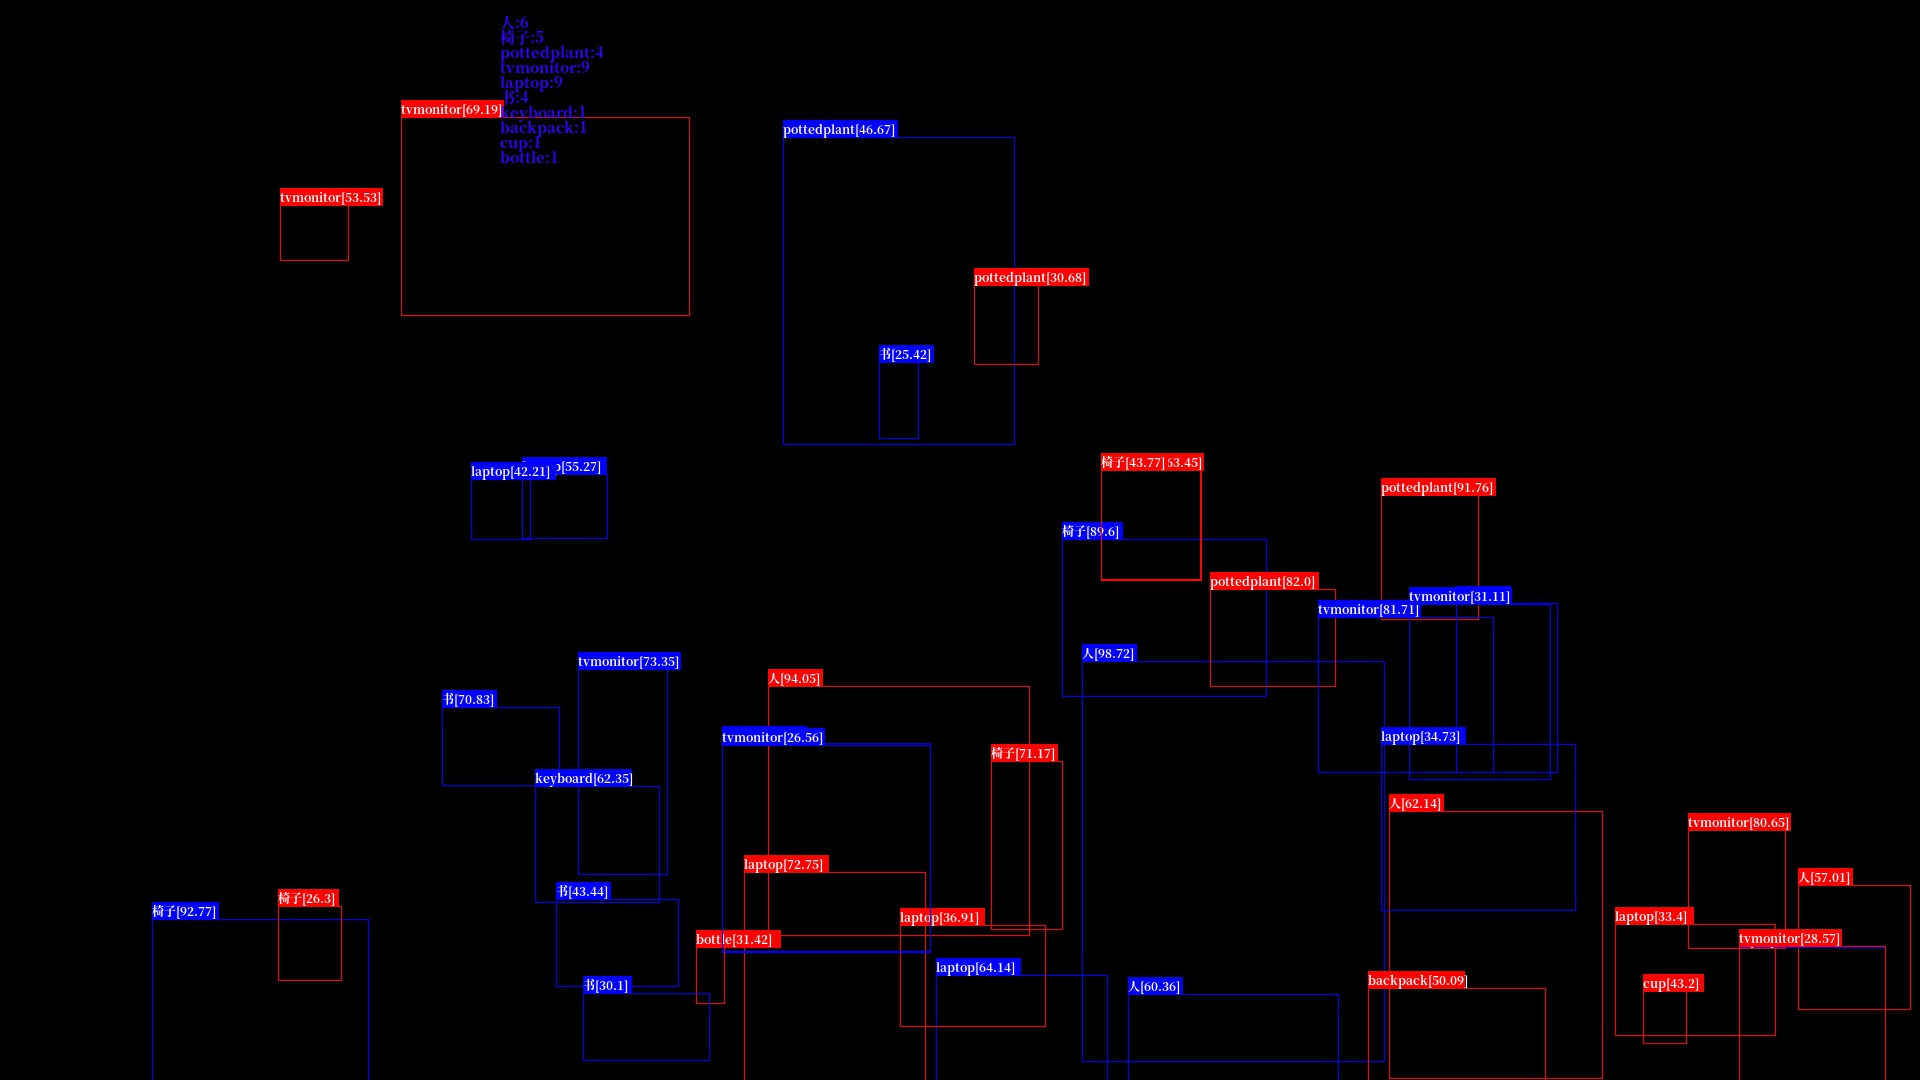 人:6
椅子:5
pottedplant:4
tvmonitor:9
laptop:9
书:4
keyboard:1
backpack:1
cup:1
bottle:1
tvmonitor[69.19]
pottedplant[46.67]
tvmonitor[53.53]
pottedplant[30.68]
书[25.42]
laptop[42.21]
[55.27]
椅子[43.77]
3.45]
pottedplant[91.76]
椅子[89.6]
pottedplant[82.0]
tvmonitor[31.11]
tvmonitor[81.71]
人[98.72]
tvmonitor[73.35]
人[94.05]
书[70.83]
tvmonitor[26.56]
laptop[34.73]
椅子[71.17]
keyboard[62.35]
人[62.14]
tvmonitor[80.65]
laptop[72.75]
人[57.01]
书[43.44]
椅子[26.3]
椅子[92.77]
laptop[36.91]
laptop[33.4]
bottle[31.42]
tvmonitor[28.57]
laptop[64.14]
backpack[50.09]
cup[43.2]
书[30.1]
人[60.36]